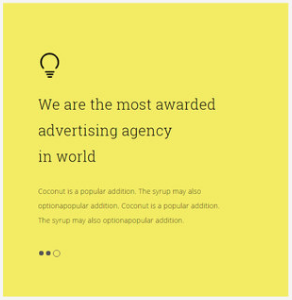 We are the most awarded
advertising agency
in world
Coconut is a popular addition. The syrup may also
optionapopular addition. Coconut is a popular addition.
The syrup may also optionapopular addition.